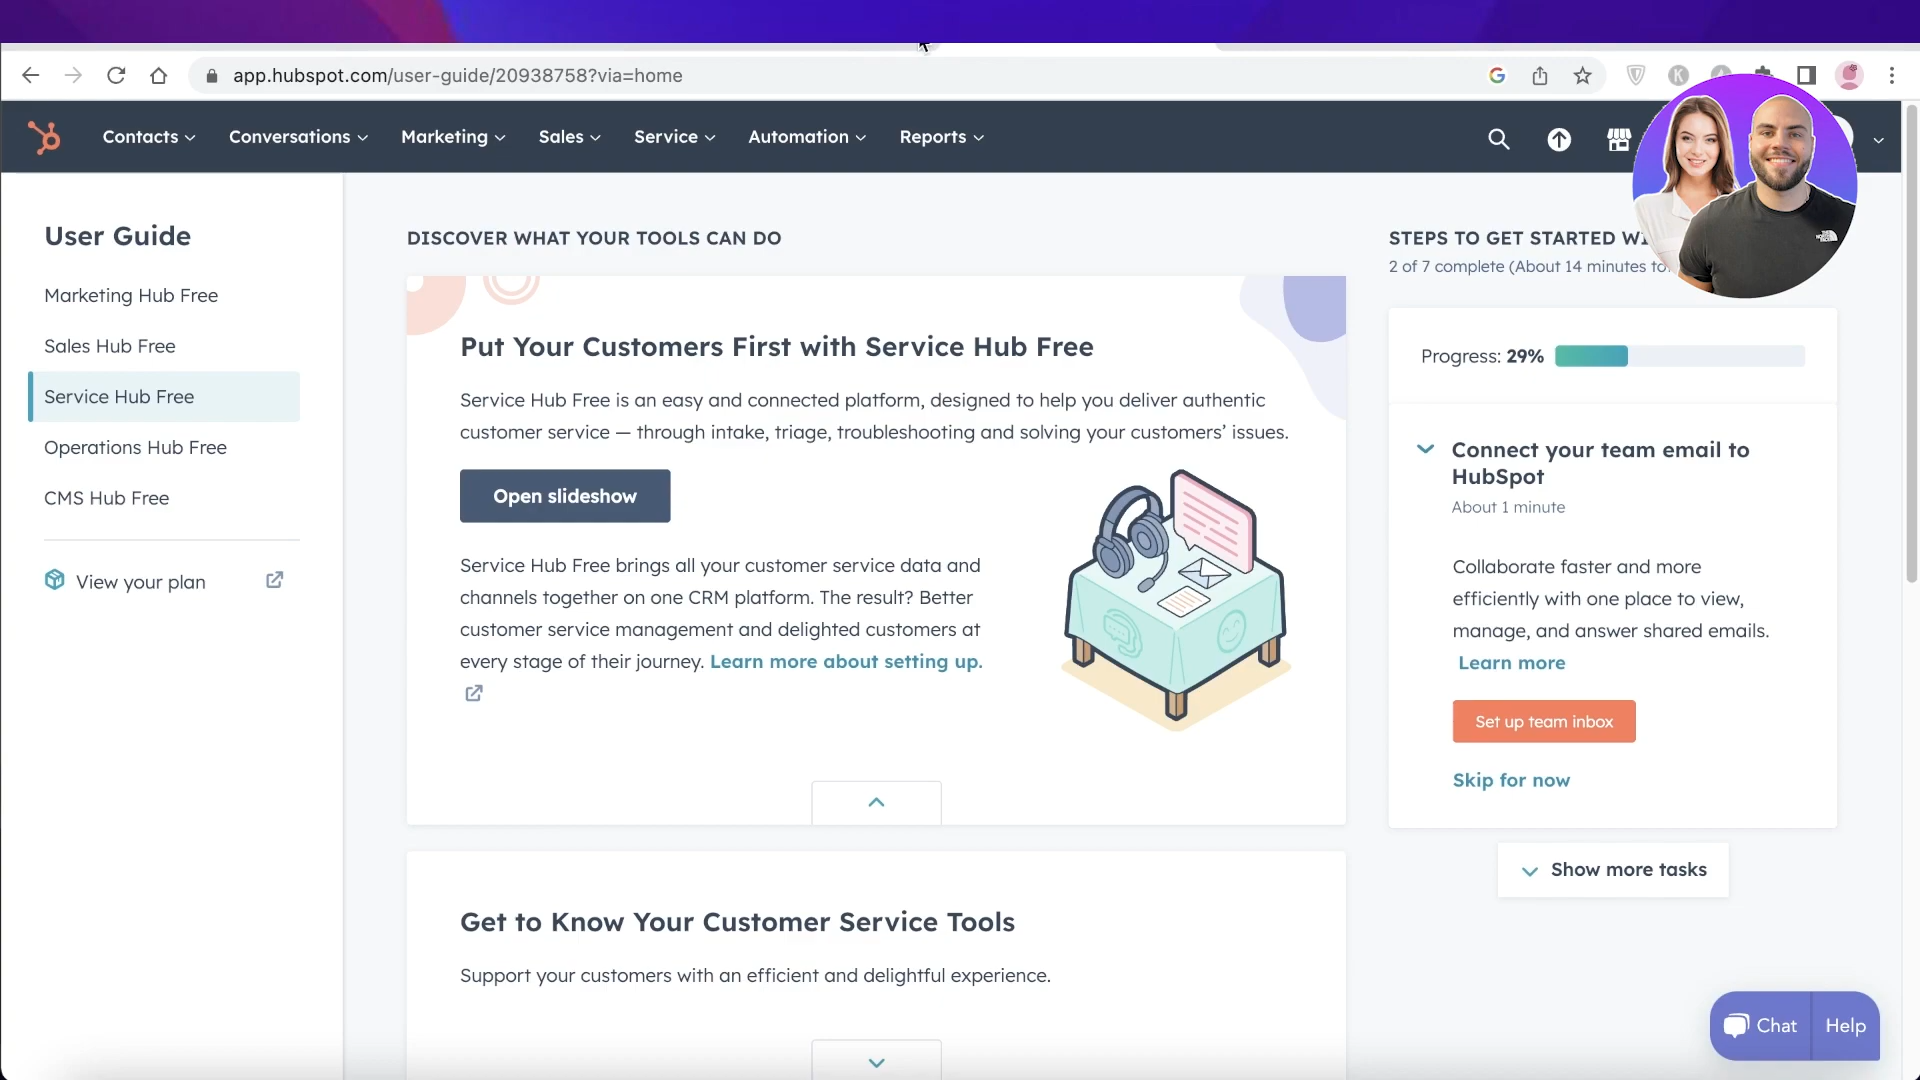 app.hubspot.com/user-guide/20938758?via=home
Contacts
Conversations
Marketing
Sales
Service
Automation
Reports
User Guide
Marketing Hub Free
Sales Hub Free
Service Hub Free
Operations Hub Free
CMS Hub Free
View your plan
DISCOVER WHAT YOUR TOOLS CAN DO
Put Your Customers First with Service Hub Free
Service Hub Free is an easy and connected platform, designed to help you deliver authentic
customer service — through intake, triage, troubleshooting and solving your customers’ issues.
Open slideshow
Service Hub Free brings all your customer service data and
channels together on one CRM platform. The result? Better
customer service management and delighted customers at
every stage of their journey. Learn more about setting up.
Get to Know Your Customer Service Tools
Support your customers with an efficient and delightful experience.
STEPS TO GET STARTED
2 of 7 complete (About 14 minutes
Progress: 29%
Connect your team email to
HubSpot
About 1 minute
Collaborate faster and more
efficiently with one place to view,
manage, and answer shared emails.
Learn more
Set up team inbox
Skip for now
Show more tasks
Chat
Help